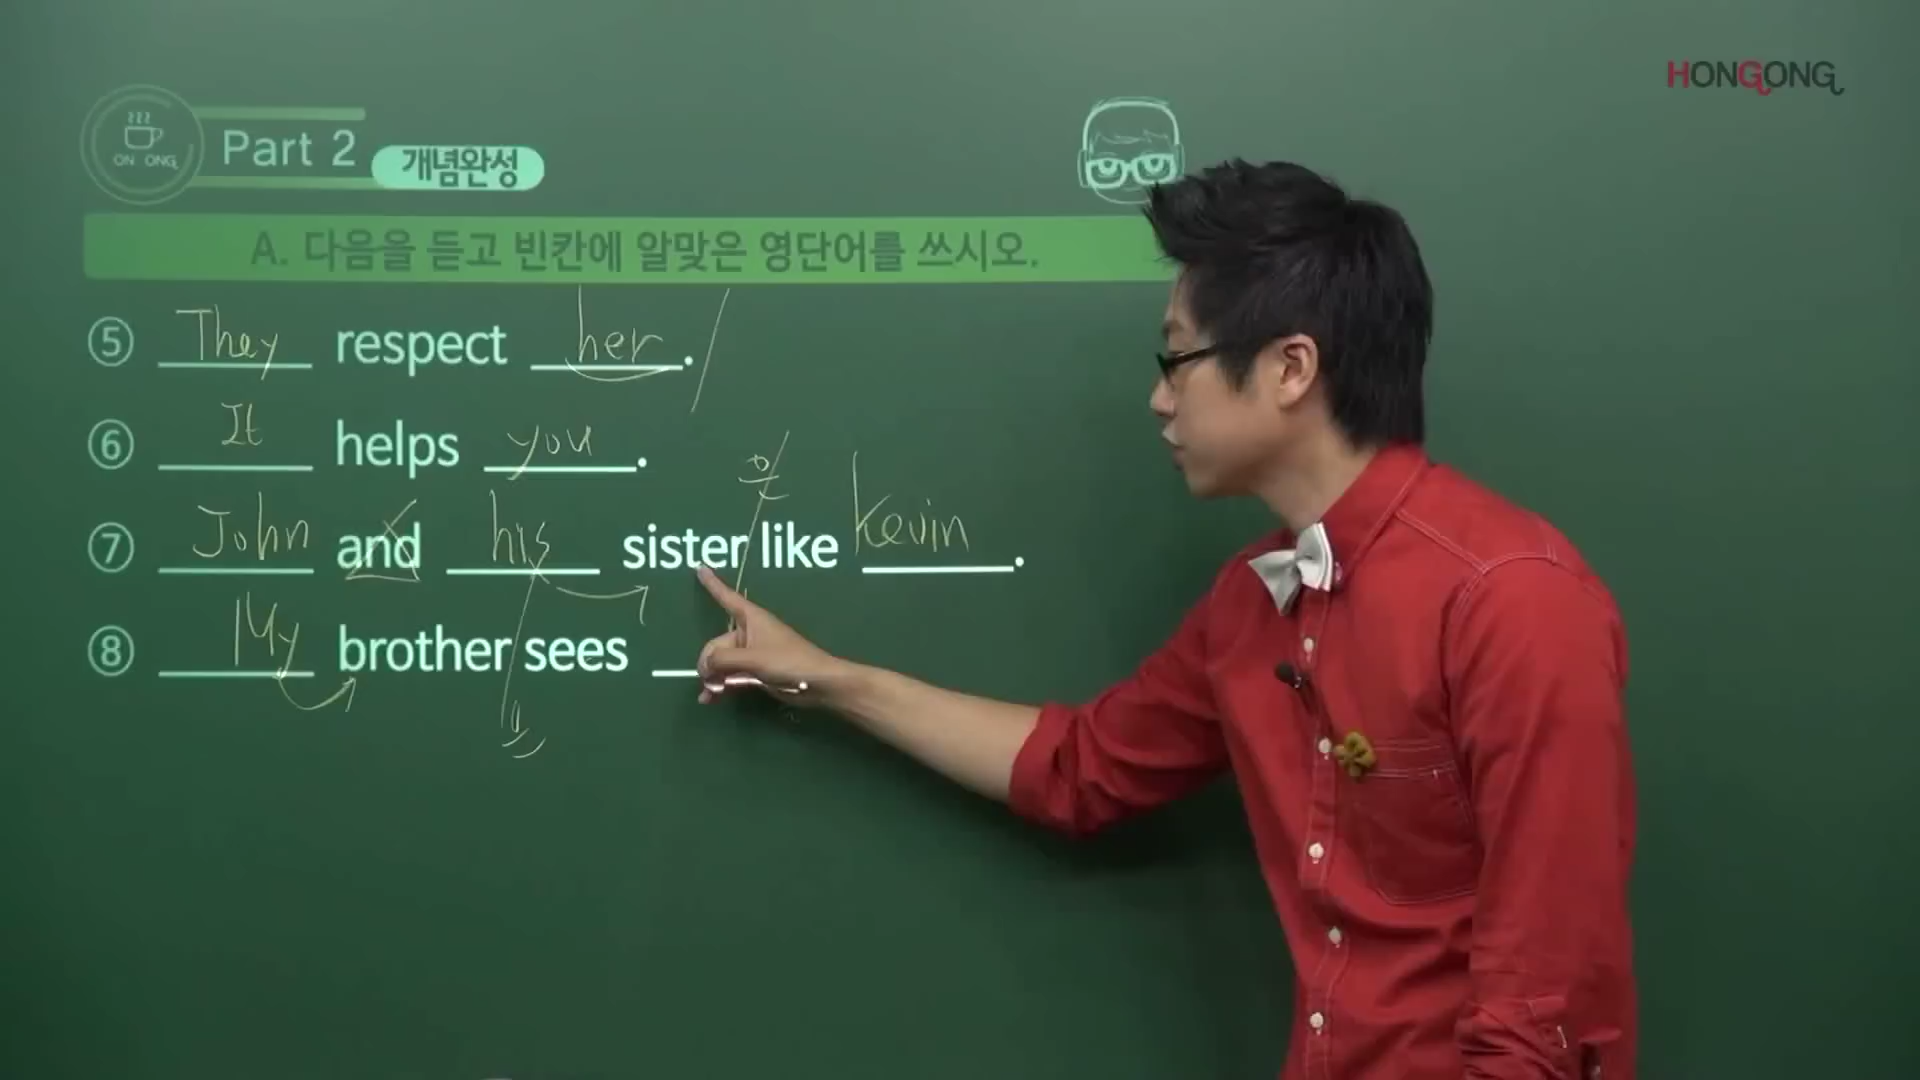 HONGONG
ON ONG
Part 2 개념완성
A. 다음을 듣고 빈칸에 알맞은 영단어를 쓰시오.
⑤ They respect her.
⑥ It helps you.
⑦ John and his sister like Kevin.
⑧ My brother sees